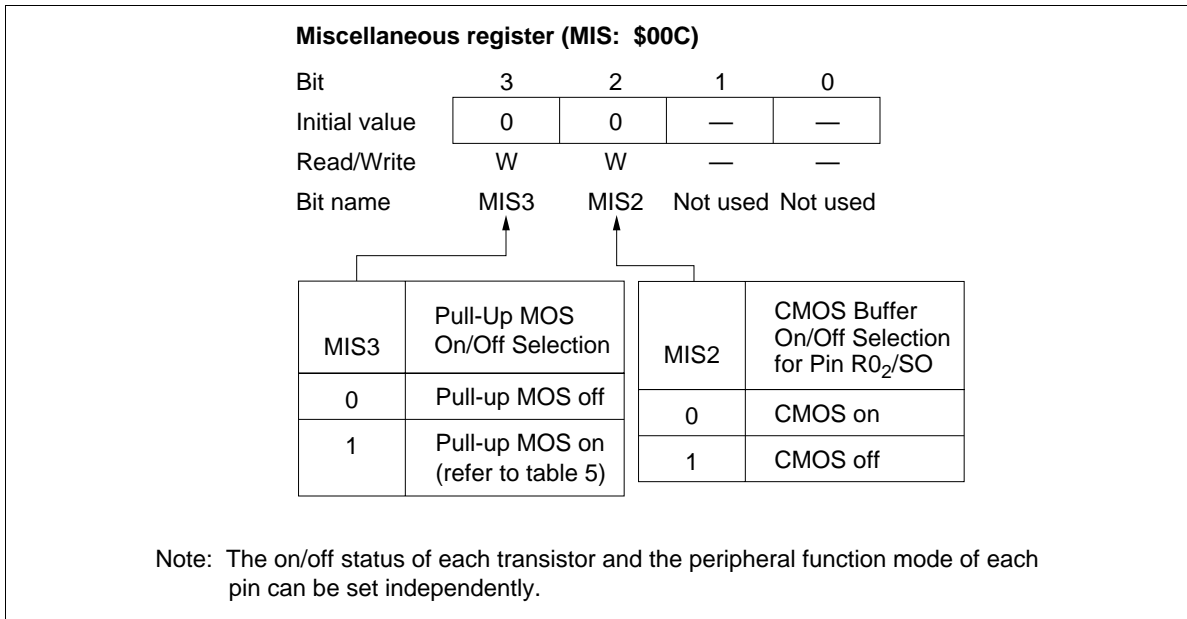 Miscellaneous register (MIS: $00C)
Bit 3 2 1 0
Initial value 0 0 — —
Read/Write W W — —
Bit name MIS3 MIS2 Not used Not used
MIS3
Pull-Up MOS
On/Off Selection
0 Pull-up MOS off
1 Pull-up MOS on
(refer to table 5)
MIS2
CMOS Buffer
On/Off Selection
for Pin R0₂/SO
0 CMOS on
1 CMOS off
Note: The on/off status of each transistor and the peripheral function mode of each
pin can be set independently.